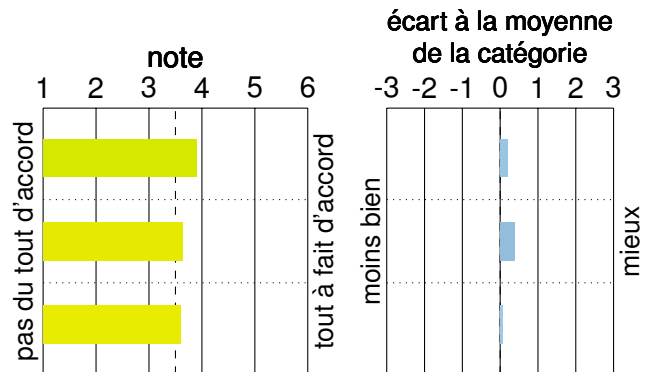 note
1 2 3 4 5 6
pas du tout d'accord
tout à fait d'accord
écart à la moyenne
de la catégorie
-3 -2 -1 0 1 2 3
moins bien
mieux